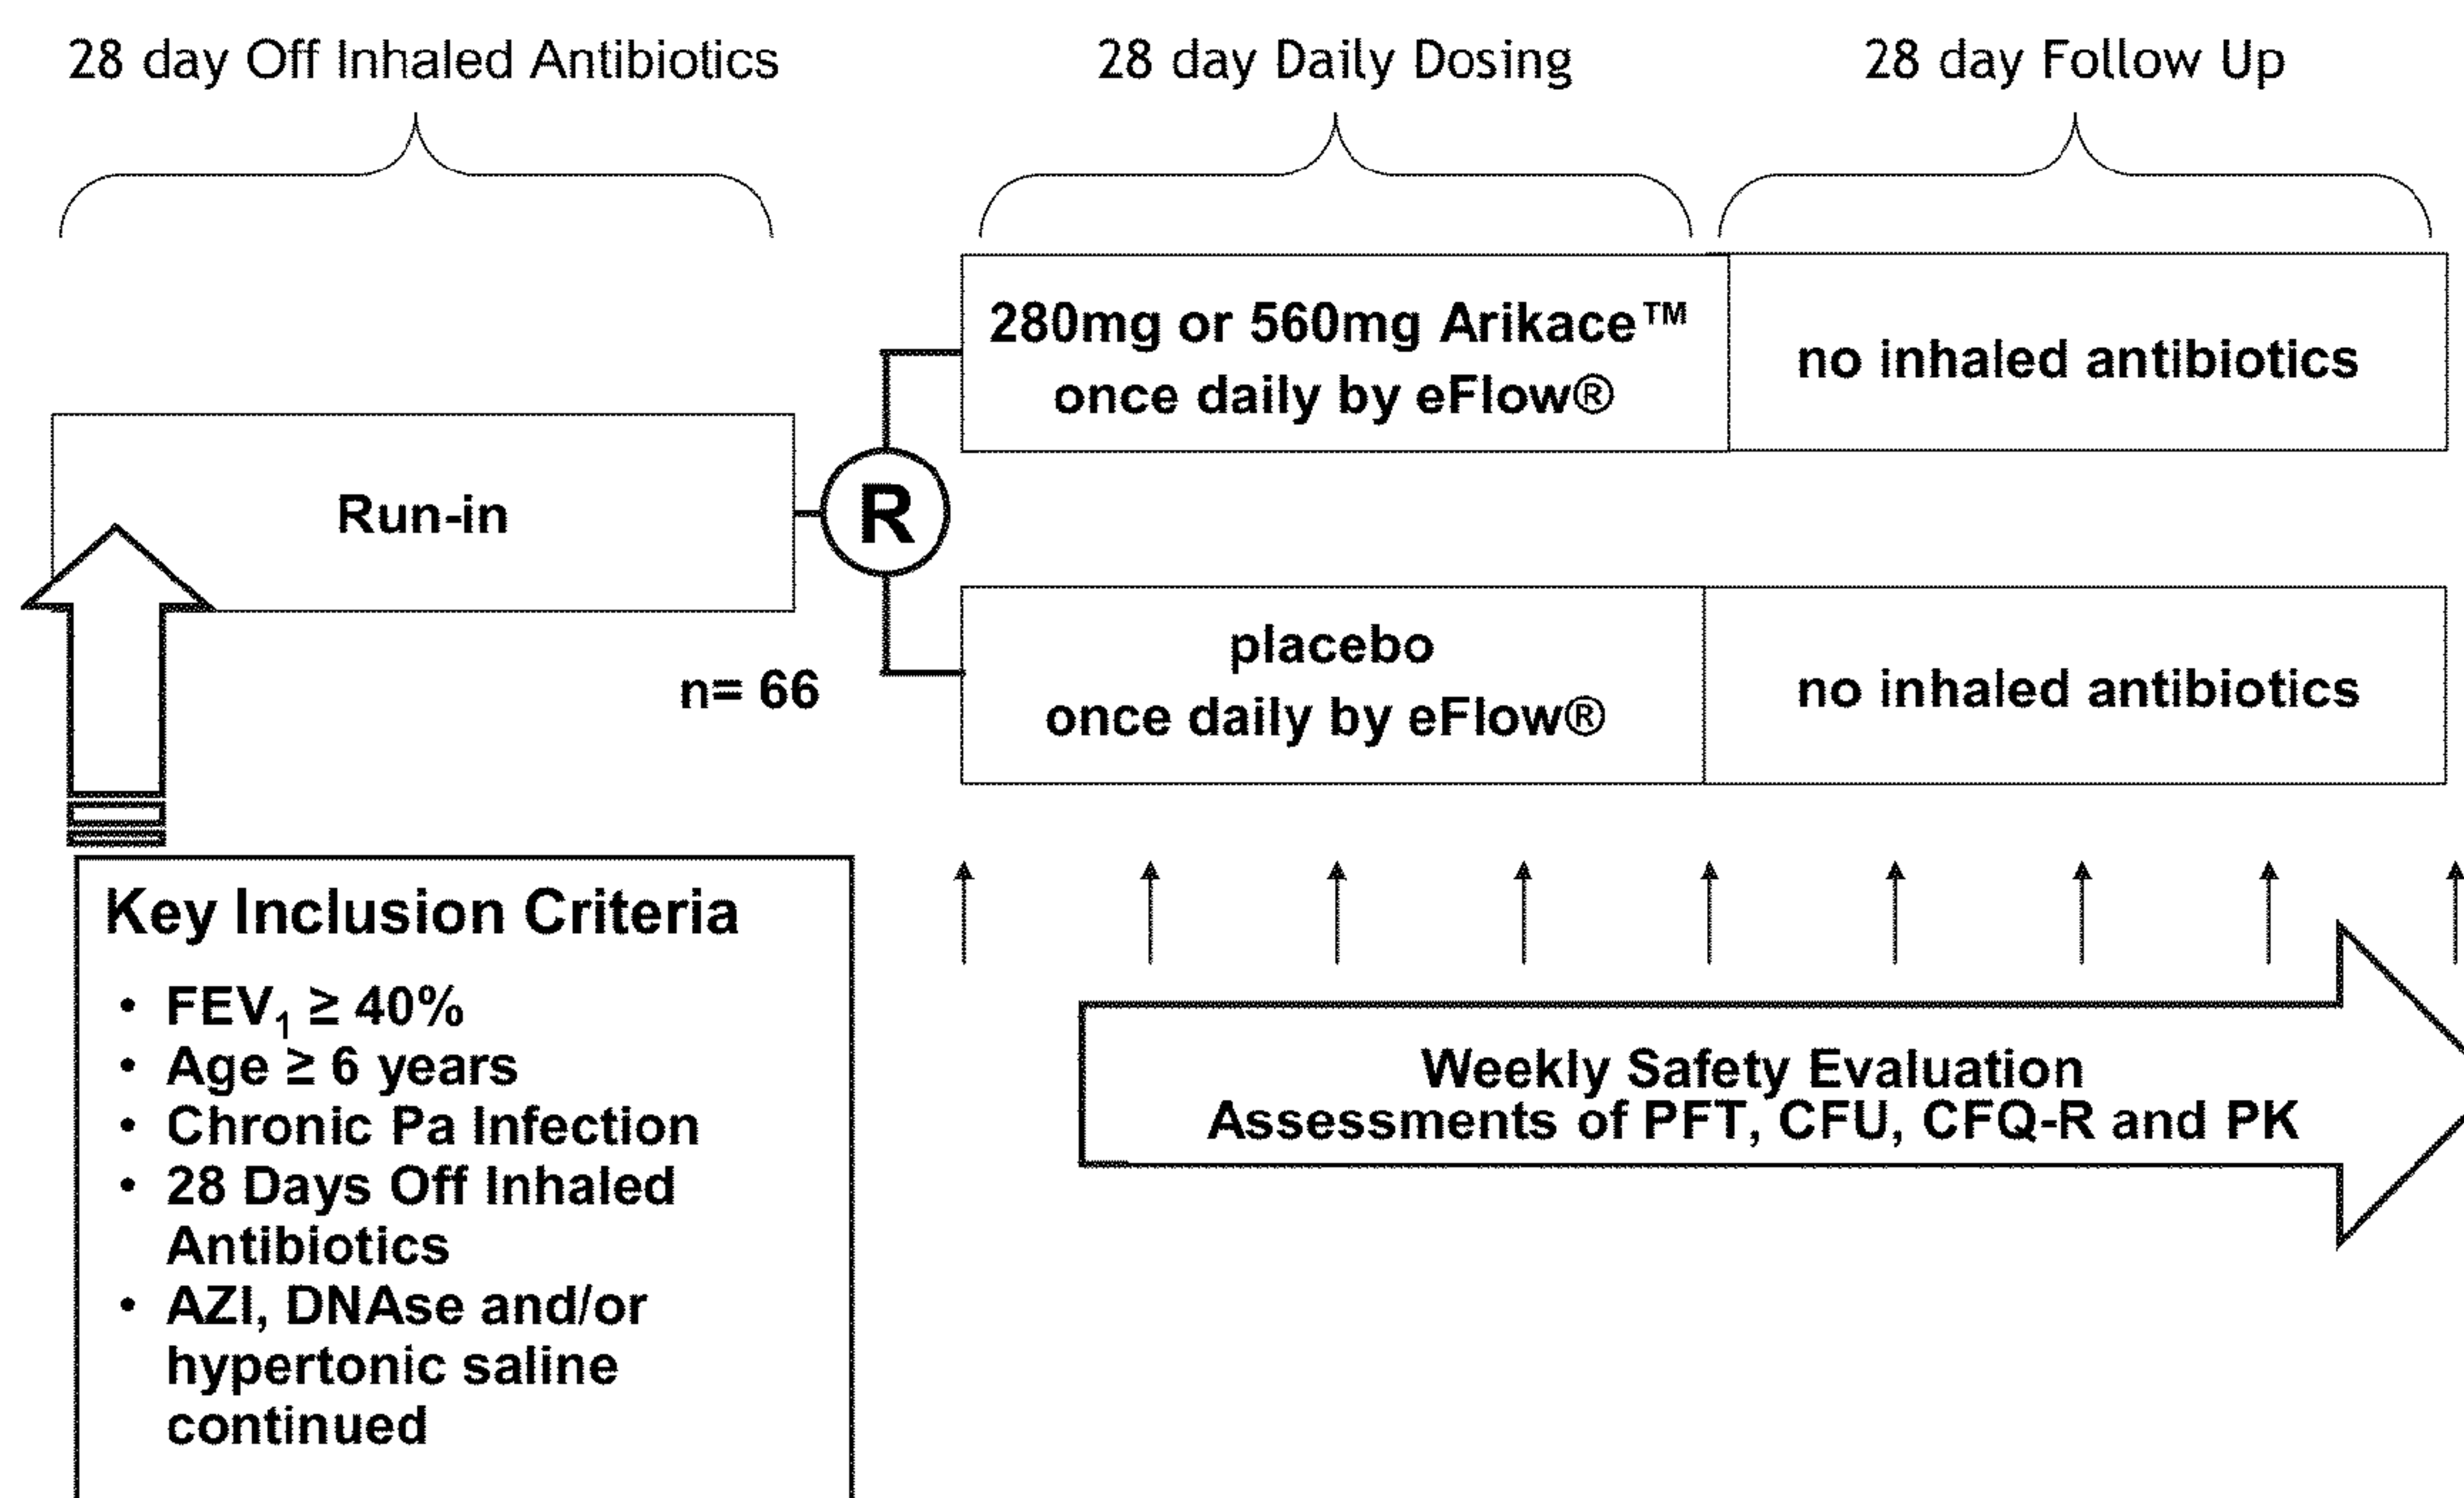 28 day Off Inhaled Antibiotics
28 day Daily Dosing
28 day Follow Up
280mg or 560mg Arikace™
once daily by eFlow®
no inhaled antibiotics
Run-in
R
n= 66
placebo
once daily by eFlow®
no inhaled antibiotics
Key Inclusion Criteria
• FEV₁ ≥ 40%
• Age ≥ 6 years
• Chronic Pa Infection
• 28 Days Off Inhaled
Antibiotics
• AZI, DNAse and/or
hypertonic saline
continued
Weekly Safety Evaluation
Assessments of PFT, CFU, CFQ-R and PK